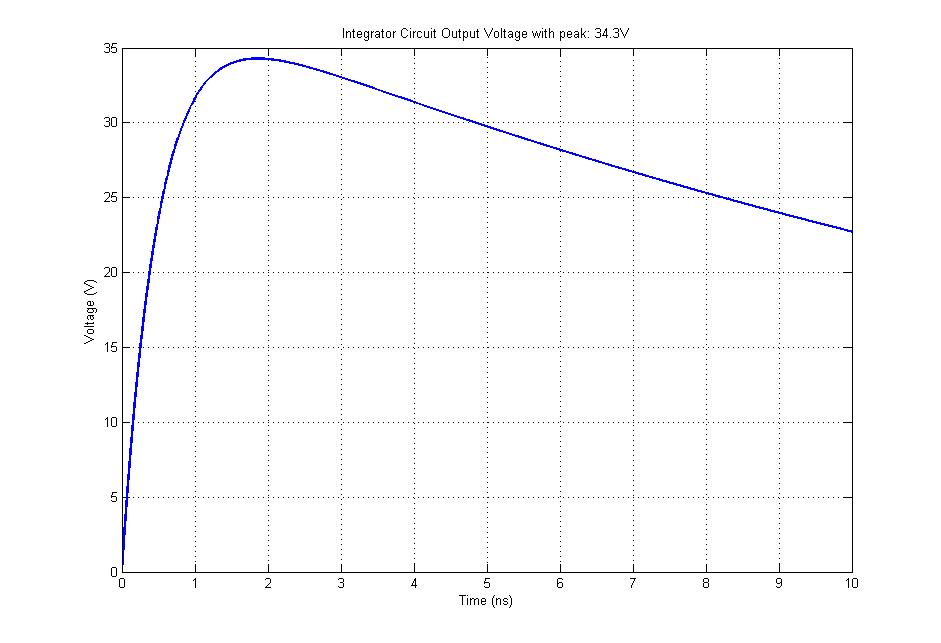 Integrator Circuit Output Voltage with peak: 34.3V
35
30
25
20
15
10
5
0
Voltage (V)
0 1 2 3 4 5 6 7 8 9 10
Time (ns)